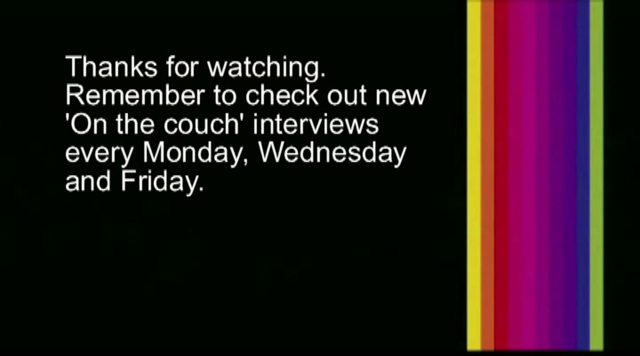 Thanks for watching.
Remember to check out new
'On the couch' interviews
every Monday, Wednesday
and Friday.